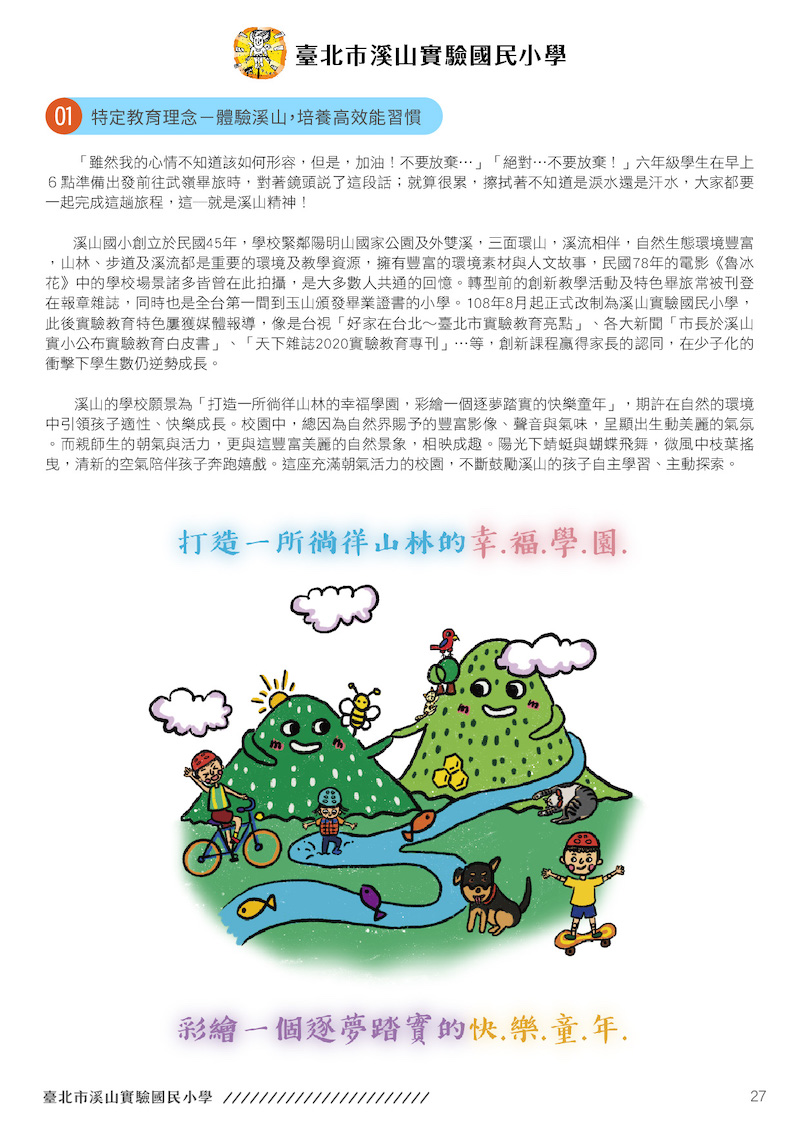 臺北市溪山實驗國民小學
01 特定教育理念－體驗溪山，培養高效能習慣
「雖然我的心情不知道該如何形容，但是，加油！不要放棄…」「絕對…不要放棄！」六年級學生在早上
６點準備出發前往武嶺畢旅時，對著鏡頭說了這段話；就算很累，擦拭著不知道是淚水還是汗水，大家都要
一起完成這趟旅程，這─就是溪山精神！
溪山國小創立於民國45年，學校緊鄰陽明山國家公園及外雙溪，三面環山，溪流相伴，自然生態環境豐富
，山林、步道及溪流都是重要的環境及教學資源，擁有豐富的環境素材與人文故事，民國78年的電影《魯冰
花》中的學校場景諸多皆曾在此拍攝，是大多數人共通的回憶。轉型前的創新教學活動及特色畢旅常被刊登
在報章雜誌，同時也是全台第一間到玉山頒發畢業證書的小學。108年8月起正式改制為溪山實驗國民小學，
此後實驗教育特色屢獲媒體報導，像是台視「好家在台北～臺北市實驗教育亮點」、各大新聞「市長於溪山
實小公布實驗教育白皮書」、「天下雜誌2020實驗教育專刊」…等，創新課程贏得家長的認同，在少子化的
衝擊下學生數仍逆勢成長。
溪山的學校願景為「打造一所徜徉山林的幸福學園，彩繪一個逐夢踏實的快樂童年」，期許在自然的環境
中引領孩子適性、快樂成長。校園中，總因為自然界賜予的豐富影像、聲音與氣味，呈顯出生動美麗的氣氛
。而親師生的朝氣與活力，更與這豐富美麗的自然景象，相映成趣。陽光下蜻蜓與蝴蝶飛舞，微風中枝葉搖
曳，清新的空氣陪伴孩子奔跑嬉戲。這座充滿朝氣活力的校園，不斷鼓勵溪山的孩子自主學習、主動探索。
打造一所徜徉山林的幸.福.學.園.
彩繪一個逐夢踏實的快.樂.童.年.
臺北市溪山實驗國民小學 ///////////////////////
27